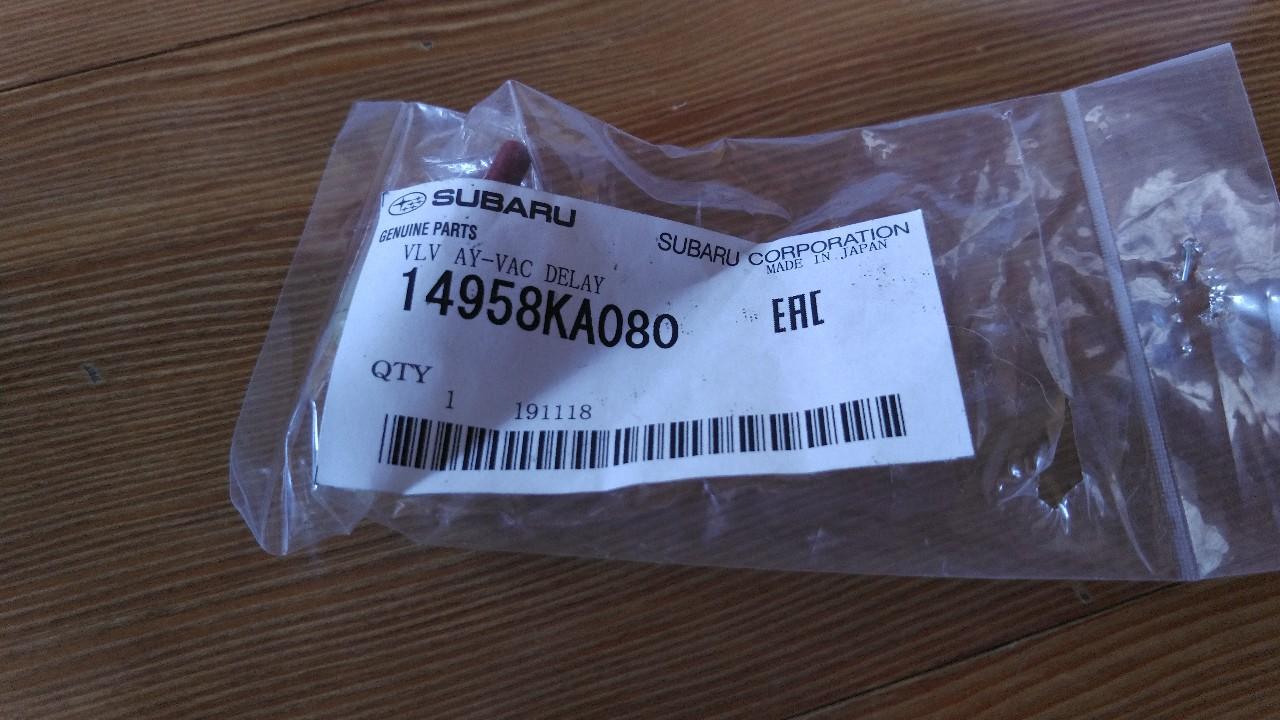 SUBARU
GENUINE PARTS
SUBARU CORPORATION
MADE IN JAPAN
VLV AY-VAC DELAY
14958KA080
EAC
QTY
1 191118